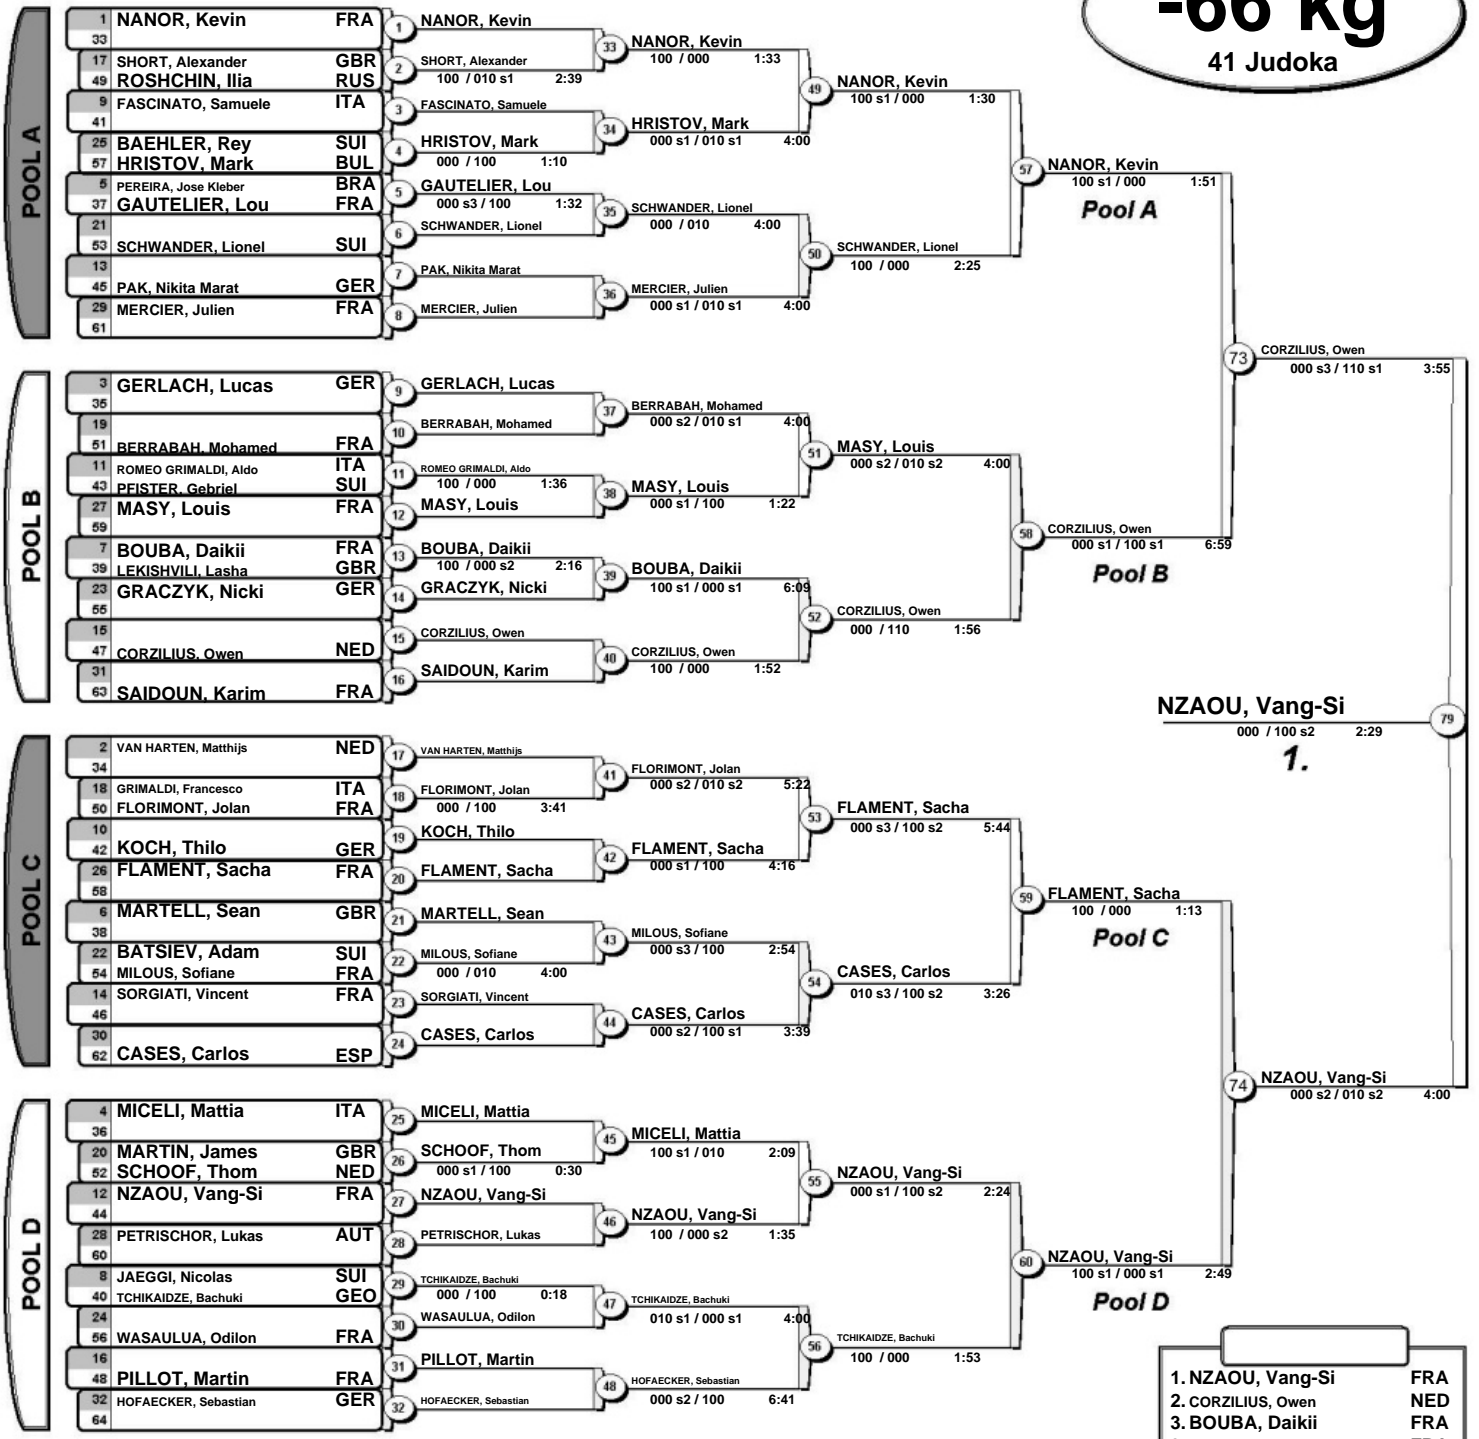 -66 kg
41 Judoka
POOL A
1 NANOR, Kevin FRA
33
17 SHORT, Alexander GBR
49 ROSHCHIN, Ilia RUS
9 FASCINATO, Samuele ITA
41
25 BAEHLER, Rey SUI
57 HRISTOV, Mark BUL
5 PEREIRA, Jose Kleber BRA
37 GAUTELIER, Lou FRA
21
53 SCHWANDER, Lionel SUI
13
45 PAK, Nikita Marat GER
29 MERCIER, Julien FRA
61
1 NANOR, Kevin
2 SHORT, Alexander
100 / 010 s1 2:39
3 FASCINATO, Samuele
4 HRISTOV, Mark
000 / 100 1:10
5 GAUTELIER, Lou
000 s3 / 100 1:32
6 SCHWANDER, Lionel
7 PAK, Nikita Marat
8 MERCIER, Julien
33 NANOR, Kevin
100 / 000 1:33
34 HRISTOV, Mark
000 s1 / 010 s1 4:00
35 SCHWANDER, Lionel
000 / 010 4:00
36 MERCIER, Julien
000 s1 / 010 s1 4:00
49 NANOR, Kevin
100 s1 / 000 1:30
50 SCHWANDER, Lionel
100 / 000 2:25
57 NANOR, Kevin
100 s1 / 000 1:51
Pool A
POOL B
3 GERLACH, Lucas GER
35
19
51 BERRABAH, Mohamed FRA
11 ROMEO GRIMALDI, Aldo ITA
43 PFISTER, Gebriel SUI
27 MASY, Louis FRA
59
7 BOUBA, Daikii FRA
39 LEKISHVILI, Lasha GBR
23 GRACZYK, Nicki GER
55
15
47 CORZILIUS, Owen NED
31
63 SAIDOUN, Karim FRA
9 GERLACH, Lucas
10 BERRABAH, Mohamed
11 ROMEO GRIMALDI, Aldo
100 / 000 1:36
12 MASY, Louis
13 BOUBA, Daikii
100 / 000 s2 2:16
14 GRACZYK, Nicki
15 CORZILIUS, Owen
16 SAIDOUN, Karim
37 BERRABAH, Mohamed
000 s2 / 010 s1 4:00
38 MASY, Louis
000 s1 / 100 1:22
39 BOUBA, Daikii
100 s1 / 000 s1 6:09
40 CORZILIUS, Owen
100 / 000 1:52
51 MASY, Louis
000 s2 / 010 s2 4:00
52 CORZILIUS, Owen
000 / 110 1:56
58 CORZILIUS, Owen
000 s1 / 100 s1 6:59
Pool B
73 CORZILIUS, Owen
000 s3 / 110 s1 3:55
NZAOU, Vang-Si 79
000 / 100 s2 2:29
1.
POOL C
2 VAN HARTEN, Matthijs NED
34
18 GRIMALDI, Francesco ITA
50 FLORIMONT, Jolan FRA
10
42 KOCH, Thilo GER
26 FLAMENT, Sacha FRA
58
6 MARTELL, Sean GBR
38
22 BATSIEV, Adam SUI
54 MILOUS, Sofiane FRA
14 SORGIATI, Vincent FRA
46
30
62 CASES, Carlos ESP
17 VAN HARTEN, Matthijs
18 FLORIMONT, Jolan
000 / 100 3:41
19 KOCH, Thilo
20 FLAMENT, Sacha
21 MARTELL, Sean
22 MILOUS, Sofiane
000 / 010 4:00
23 SORGIATI, Vincent
24 CASES, Carlos
41 FLORIMONT, Jolan
000 s2 / 010 s2 5:22
42 FLAMENT, Sacha
000 s1 / 100 4:16
43 MILOUS, Sofiane
000 s3 / 100 2:54
44 CASES, Carlos
000 s2 / 100 s1 3:39
53 FLAMENT, Sacha
000 s3 / 100 s2 5:44
54 CASES, Carlos
010 s3 / 100 s2 3:26
59 FLAMENT, Sacha
100 / 000 1:13
Pool C
74 NZAOU, Vang-Si
000 s2 / 010 s2 4:00
POOL D
4 MICELI, Mattia ITA
36
20 MARTIN, James GBR
52 SCHOOF, Thom NED
12 NZAOU, Vang-Si FRA
44
28 PETRISCHOR, Lukas AUT
60
8 JAEGGI, Nicolas SUI
40 TCHIKAIDZE, Bachuki GEO
24
56 WASAULUA, Odilon FRA
16
48 PILLOT, Martin FRA
32 HOFAECKER, Sebastian GER
64
25 MICELI, Mattia
26 SCHOOF, Thom
000 s1 / 100 0:30
27 NZAOU, Vang-Si
28 PETRISCHOR, Lukas
29 TCHIKAIDZE, Bachuki
000 / 100 0:18
30 WASAULUA, Odilon
31 PILLOT, Martin
32 HOFAECKER, Sebastian
45 MICELI, Mattia
100 s1 / 010 2:09
46 NZAOU, Vang-Si
100 / 000 s2 1:35
47 TCHIKAIDZE, Bachuki
010 s1 / 000 s1 4:00
48 HOFAECKER, Sebastian
000 s2 / 100 6:41
55 NZAOU, Vang-Si
000 s1 / 100 s2 2:24
56 TCHIKAIDZE, Bachuki
100 / 000 1:53
60 NZAOU, Vang-Si
100 s1 / 000 s1 2:49
Pool D
1. NZAOU, Vang-Si FRA
2. CORZILIUS, Owen NED
3. BOUBA, Daikii FRA